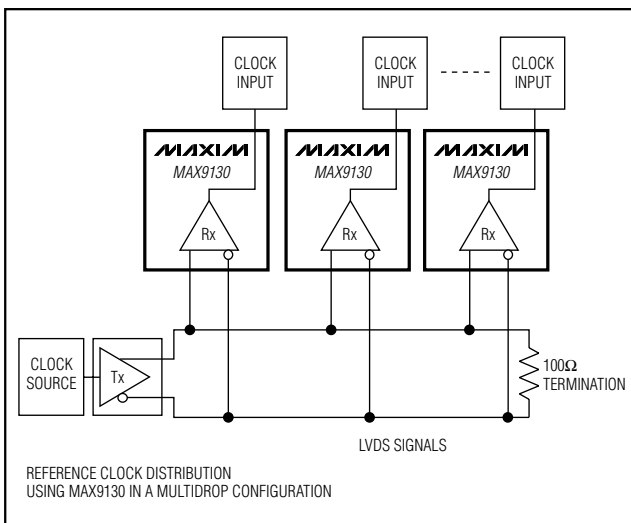 CLOCK
INPUT
CLOCK
INPUT
CLOCK
INPUT
MAXIM
MAX9130
MAXIM
MAX9130
MAXIM
MAX9130
Rx
Rx
Rx
CLOCK
SOURCE
Tx
100Ω
TERMINATION
LVDS SIGNALS
REFERENCE CLOCK DISTRIBUTION
USING MAX9130 IN A MULTIDROP CONFIGURATION